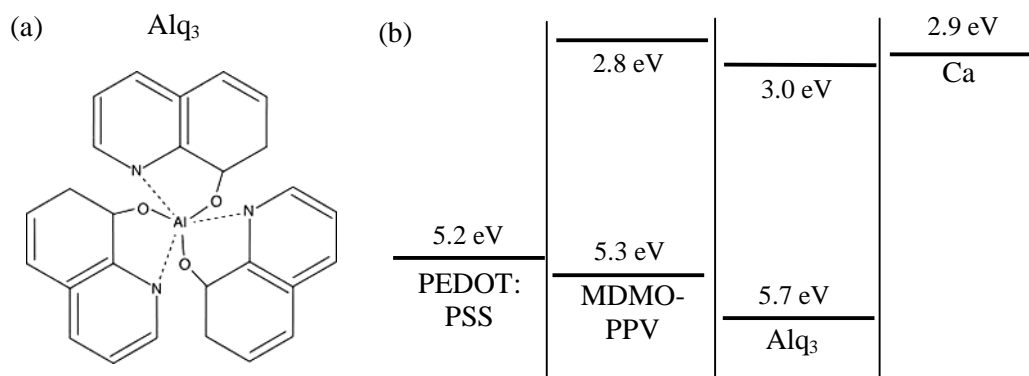 (a)
Alq₃
N
O
Al
O
N
O
N
(b)
2.9 eV
Ca
2.8 eV
3.0 eV
5.2 eV
PEDOT:
PSS
5.3 eV
MDMO-
PPV
5.7 eV
Alq₃